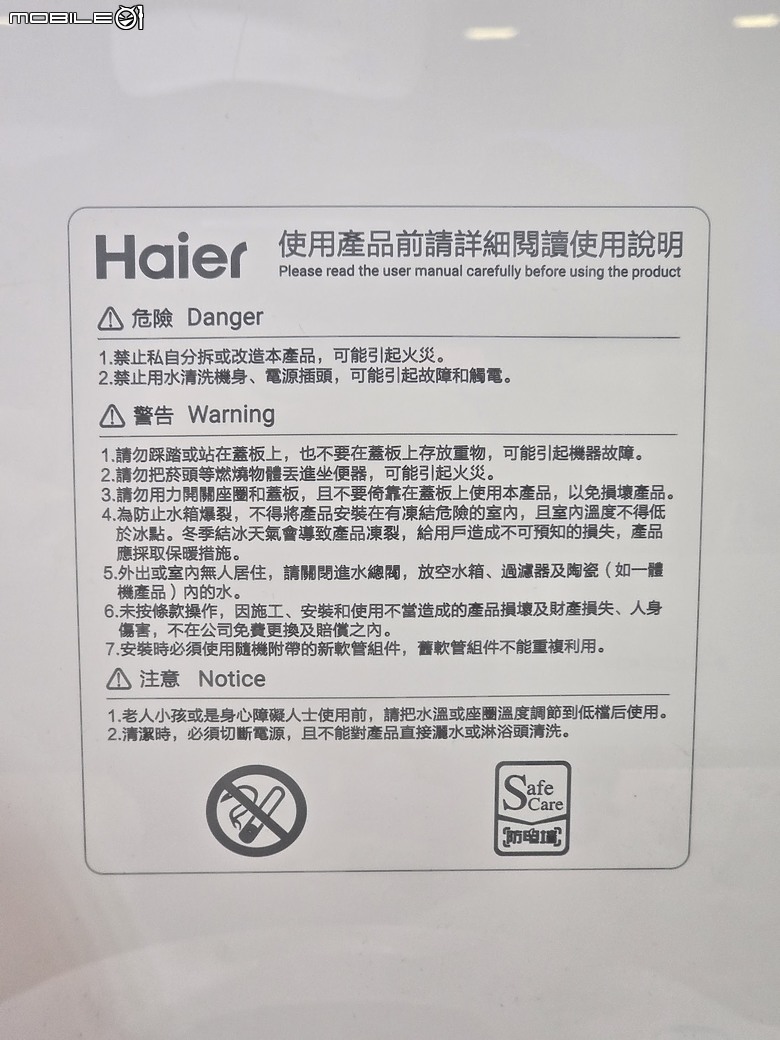 MOBILE01
Haier
使用產品前請詳細閱讀使用說明
Please read the user manual carefully before using the product
危險 Danger
1.禁止私自分拆或改造本產品，可能引起火災。
2.禁止用水清洗機身、電源插頭，可能引起故障和觸電。
警告 Warning
1.請勿踩踏或站在蓋板上，也不要在蓋板上存放重物，可能引起機器故障。
2.請勿把菸頭等燃燒物體丟進坐便器，可能引起火災。
3.請勿用力開關座圈和蓋板，且不要倚靠在蓋板上使用本產品，以免損壞產品。
4.為防止水箱爆裂，不得將產品安裝在有凍結危險的室內，且室內溫度不得低
於冰點。冬季結冰天氣會導致產品凍裂，給用戶造成不可預知的損失，產品
應採取保暖措施。
5.外出或室內無人居住，請關閉進水總閥，放空水箱、過濾器及陶瓷（如一體
機產品）內的水。
6.未按條款操作，因施工、安裝和使用不當造成的產品損壞及財產損失、人身
傷害，不在公司免費更換及賠償之內。
7.安裝時必須使用隨機附帶的新軟管組件，舊軟管組件不能重複利用。
注意 Notice
1.老人小孩或是身心障礙人士使用前，請把水溫或座圈溫度調節到低檔后使用。
2.清潔時，必須切斷電源，且不能對產品直接灑水或淋浴頭清洗。
Safe
Care
防电墙